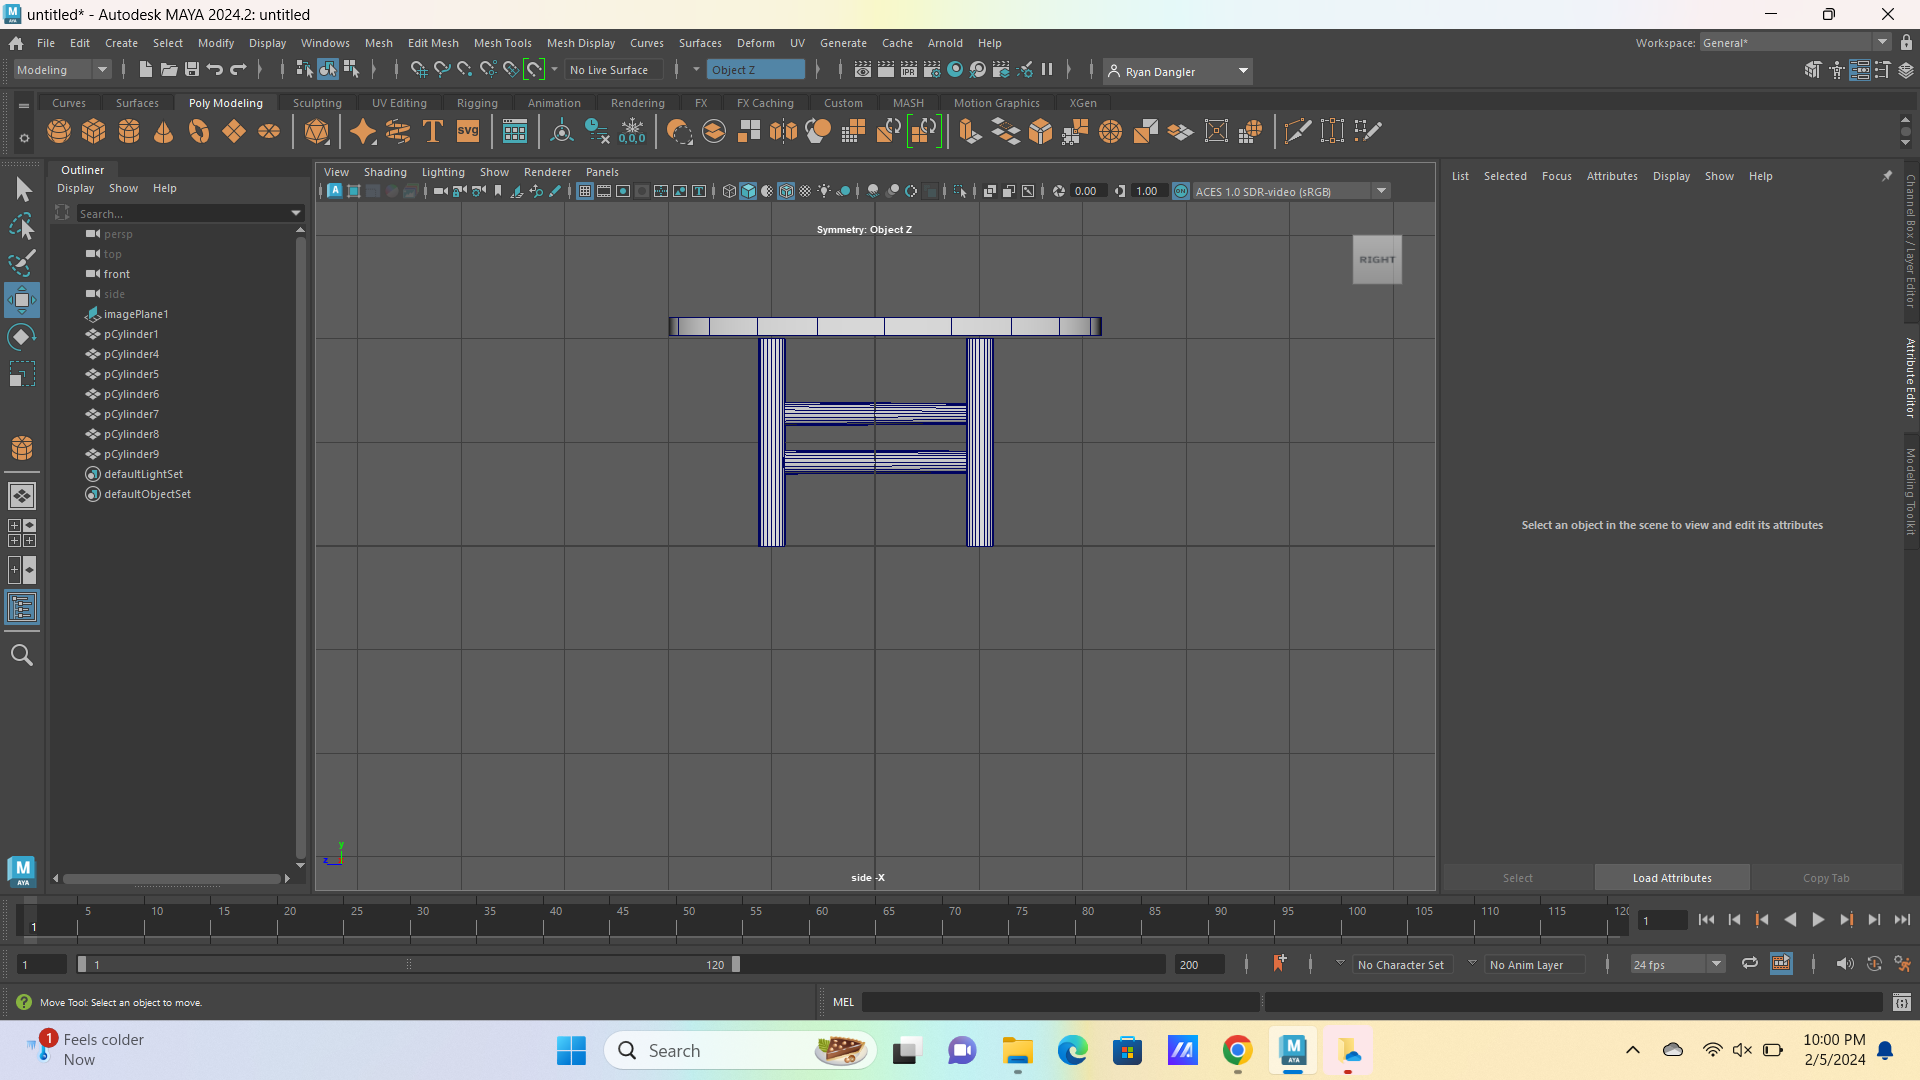 untitled* - Autodesk MAYA 2024.2: untitled
File Edit Create Select Modify Display Windows Mesh Edit Mesh Mesh Tools Mesh Display Curves Surfaces Deform UV Generate Cache Arnold Help
Workspace: General*
Modeling
No Live Surface
Object Z
IPR
Ryan Dangler
Curves Surfaces Poly Modeling Sculpting UV Editing Rigging Animation Rendering FX FX Caching Custom MASH Motion Graphics XGen
T
SVG
0,0,0
Outliner
Display Show Help
Search...
persp
top
front
side
imagePlane1
pCylinder1
pCylinder4
pCylinder5
pCylinder6
pCylinder7
pCylinder8
pCylinder9
defaultLightSet
defaultObjectSet
View Shading Lighting Show Renderer Panels
0.00
1.00
ON
ACES 1.0 SDR-video (sRGB)
Symmetry: Object Z
RIGHT
y
z
side -X
List Selected Focus Attributes Display Show Help
Select an object in the scene to view and edit its attributes
Select
Load Attributes
Copy Tab
Channel Box / Layer Editor
Attribute Editor
Modeling Toolkit
M
AYA
1
5 10 15 20 25 30 35 40 45 50 55 60 65 70 75 80 85 90 95 100 105 110 115 120
1
1
1
120
200
No Character Set
No Anim Layer
24 fps
Move Tool: Select an object to move.
MEL
1
Feels colder
Now
Search
10:00 PM
2/5/2024